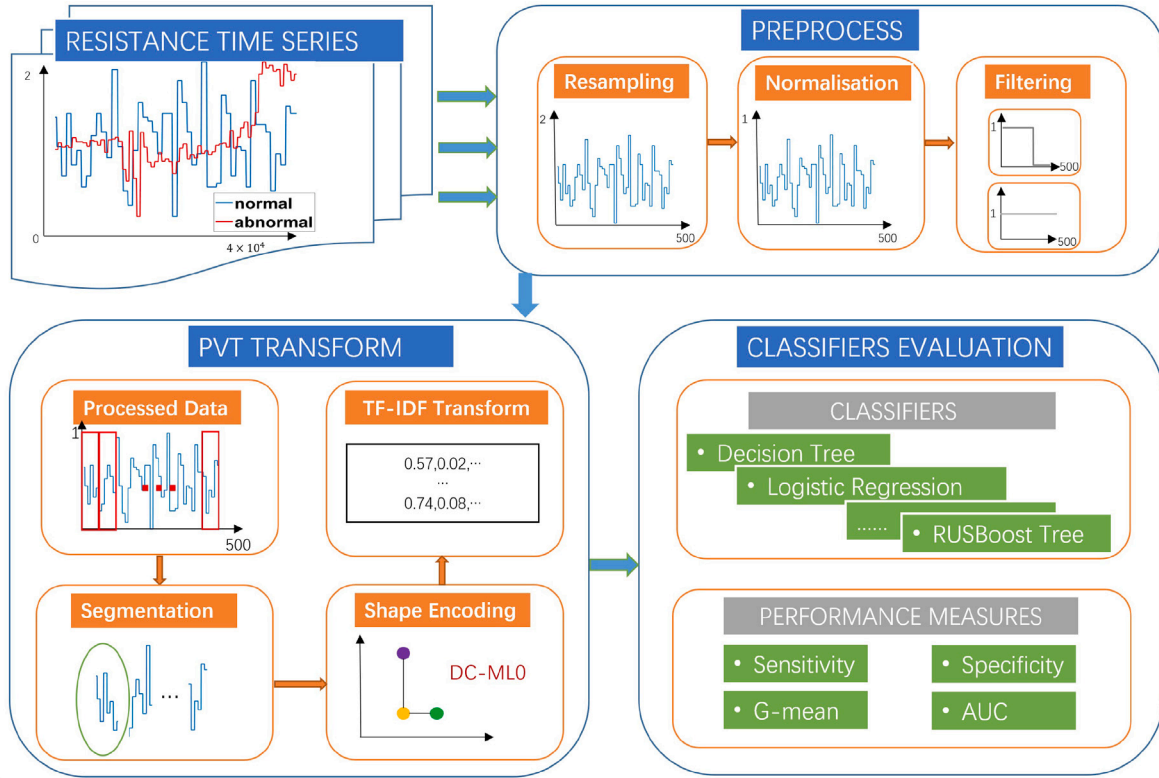 RESISTANCE TIME SERIES
2
normal
abnormal
0
4 × 10⁴
PREPROCESS
Resampling
2
500
Normalisation
1
500
Filtering
1
500
1
500
PVT TRANSFORM
Processed Data
1
500
TF-IDF Transform
0.57,0.02,···
...
0.74,0.08,···
Segmentation
...
Shape Encoding
DC-ML0
CLASSIFIERS EVALUATION
CLASSIFIERS
• Decision Tree
• Logistic Regression
......
• RUSBoost Tree
PERFORMANCE MEASURES
• Sensitivity
• Specificity
• G-mean
• AUC